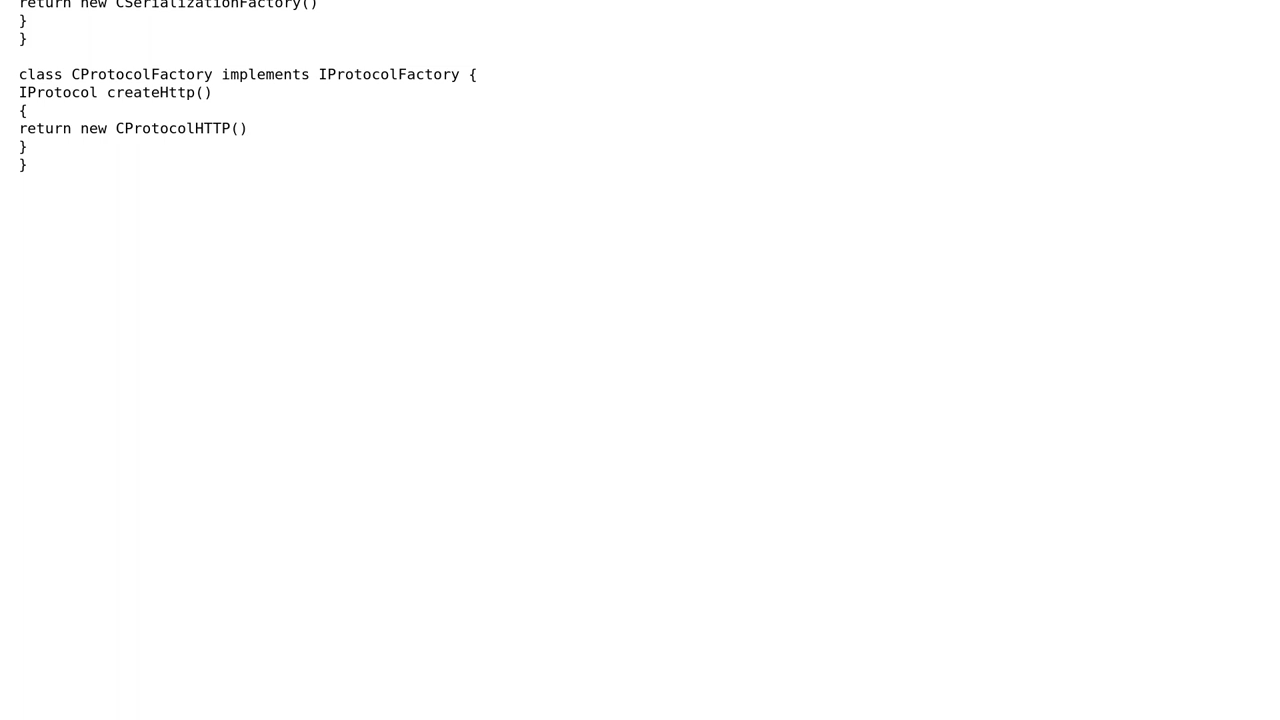 return new CSerializationFactory()
}
}

class CProtocolFactory implements IProtocolFactory {
IProtocol createHttp()
{
return new CProtocolHTTP()
}
}